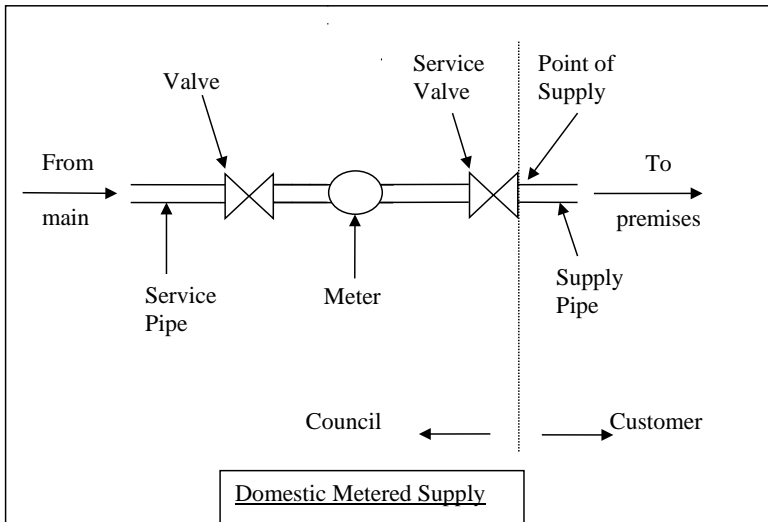 Valve
Service
Valve
Point of
Supply
From
main
To
premises
Service
Pipe
Meter
Supply
Pipe
Council
Customer
Domestic Metered Supply